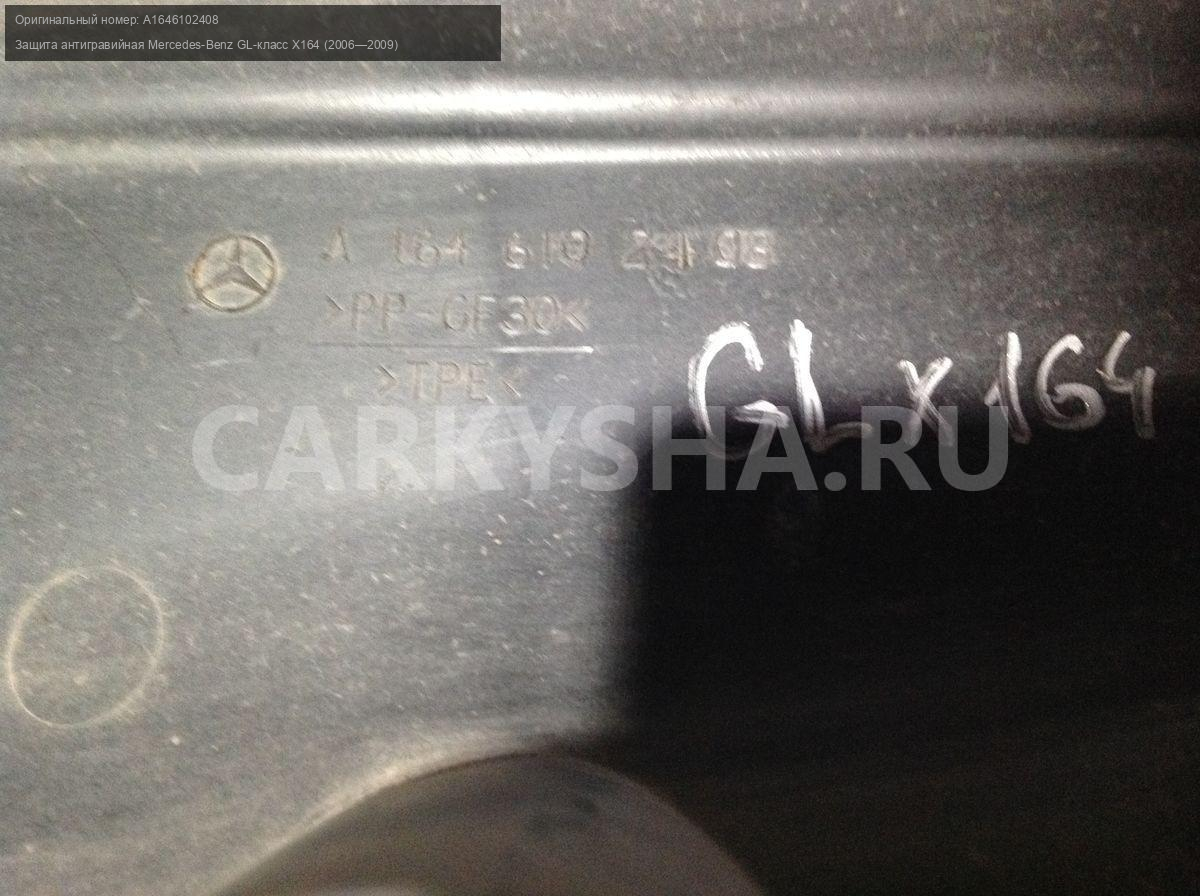 Оригинальный номер: A1646102408
Защита антигравийная Mercedes-Benz GL-класс X164 (2006—2009)
A 164 610 24 08
>PP-GF30<
>TPE<
GL x164
CARKYSHA.RU